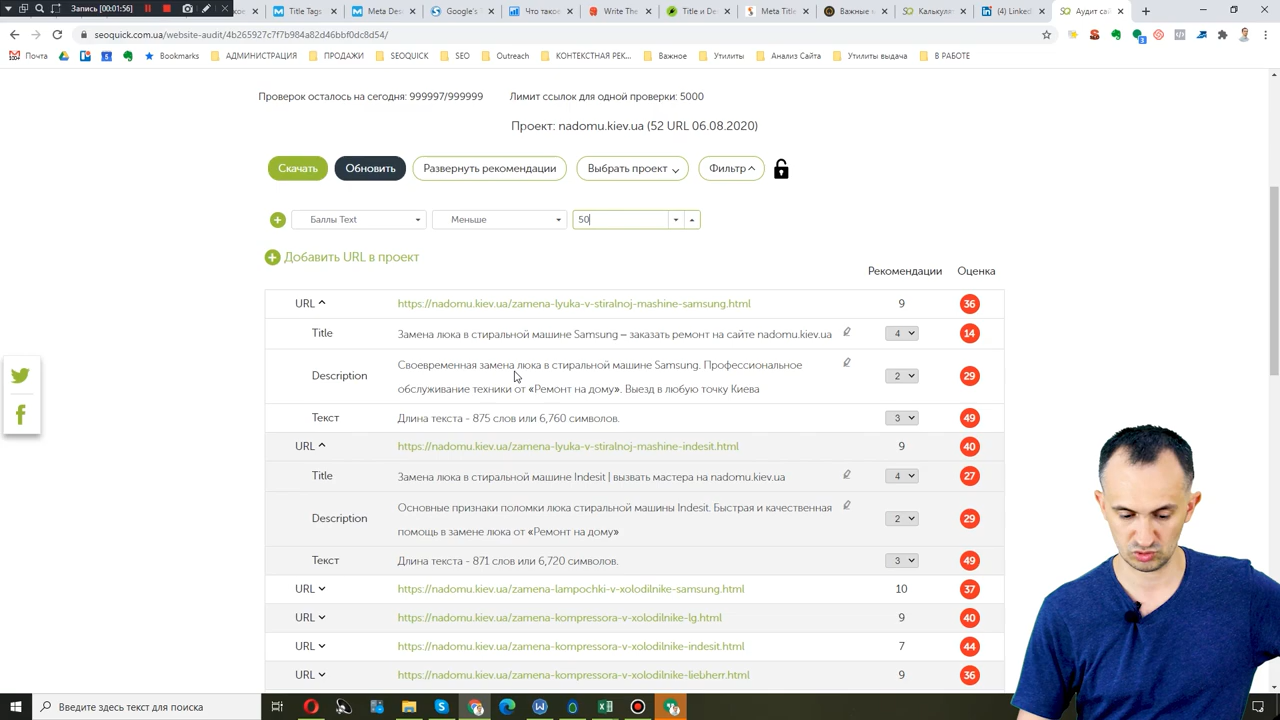 Запись [00:01:56]
Title Tags
Meta Desc
Google's T
Что такое
Write The
Title и De
Meta Title
Важные
Калькуля
(4) Linked
Аудит са
seoquick.com.ua/website-audit/4b265927c7f7b984a82d46bbf0dc8d54/
Почта
Bookmarks
АДМИНИСТРАЦИЯ
ПРОДАЖИ
SEOQUICK
SEO
Outreach
КОНТЕКСТНАЯ РЕК...
Важное
Утилиты
Анализ Сайта
Утилиты выдача
В РАБОТЕ
Проверок осталось на сегодня: 999997/999999 Лимит ссылок для одной проверки: 5000
Проект: nadomu.kiev.ua (52 URL 06.08.2020)
Скачать Обновить Развернуть рекомендации Выбрать проект Фильтр
Баллы Text Меньше 50
Добавить URL в проект
Рекомендации Оценка
URL https://nadomu.kiev.ua/zamena-lyuka-v-stiralnoj-mashine-samsung.html 9 36
Title Замена люка в стиральной машине Samsung – заказать ремонт на сайте nadomu.kiev.ua 4 14
Своевременная замена люка в стиральной машине Samsung. Профессиональное
Description 2 29
обслуживание техники от «Ремонт на дому». Выезд в любую точку Киева
Текст Длина текста - 875 слов или 6,760 символов. 3 49
URL https://nadomu.kiev.ua/zamena-lyuka-v-stiralnoj-mashine-indesit.html 9 40
Title Замена люка в стиральной машине Indesit | вызвать мастера на nadomu.kiev.ua 4 27
Основные признаки поломки люка стиральной машины Indesit. Быстрая и качественная
Description 2 29
помощь в замене люка от «Ремонт на дому»
Текст Длина текста - 871 слов или 6,720 символов. 3 49
URL https://nadomu.kiev.ua/zamena-lampochki-v-xolodilnike-samsung.html 10 37
URL https://nadomu.kiev.ua/zamena-kompressora-v-xolodilnike-lg.html 9 40
URL https://nadomu.kiev.ua/zamena-kompressora-v-xolodilnike-indesit.html 7 44
URL https://nadomu.kiev.ua/zamena-kompressora-v-xolodilnike-liebherr.html 9 36
Введите здесь текст для поиска